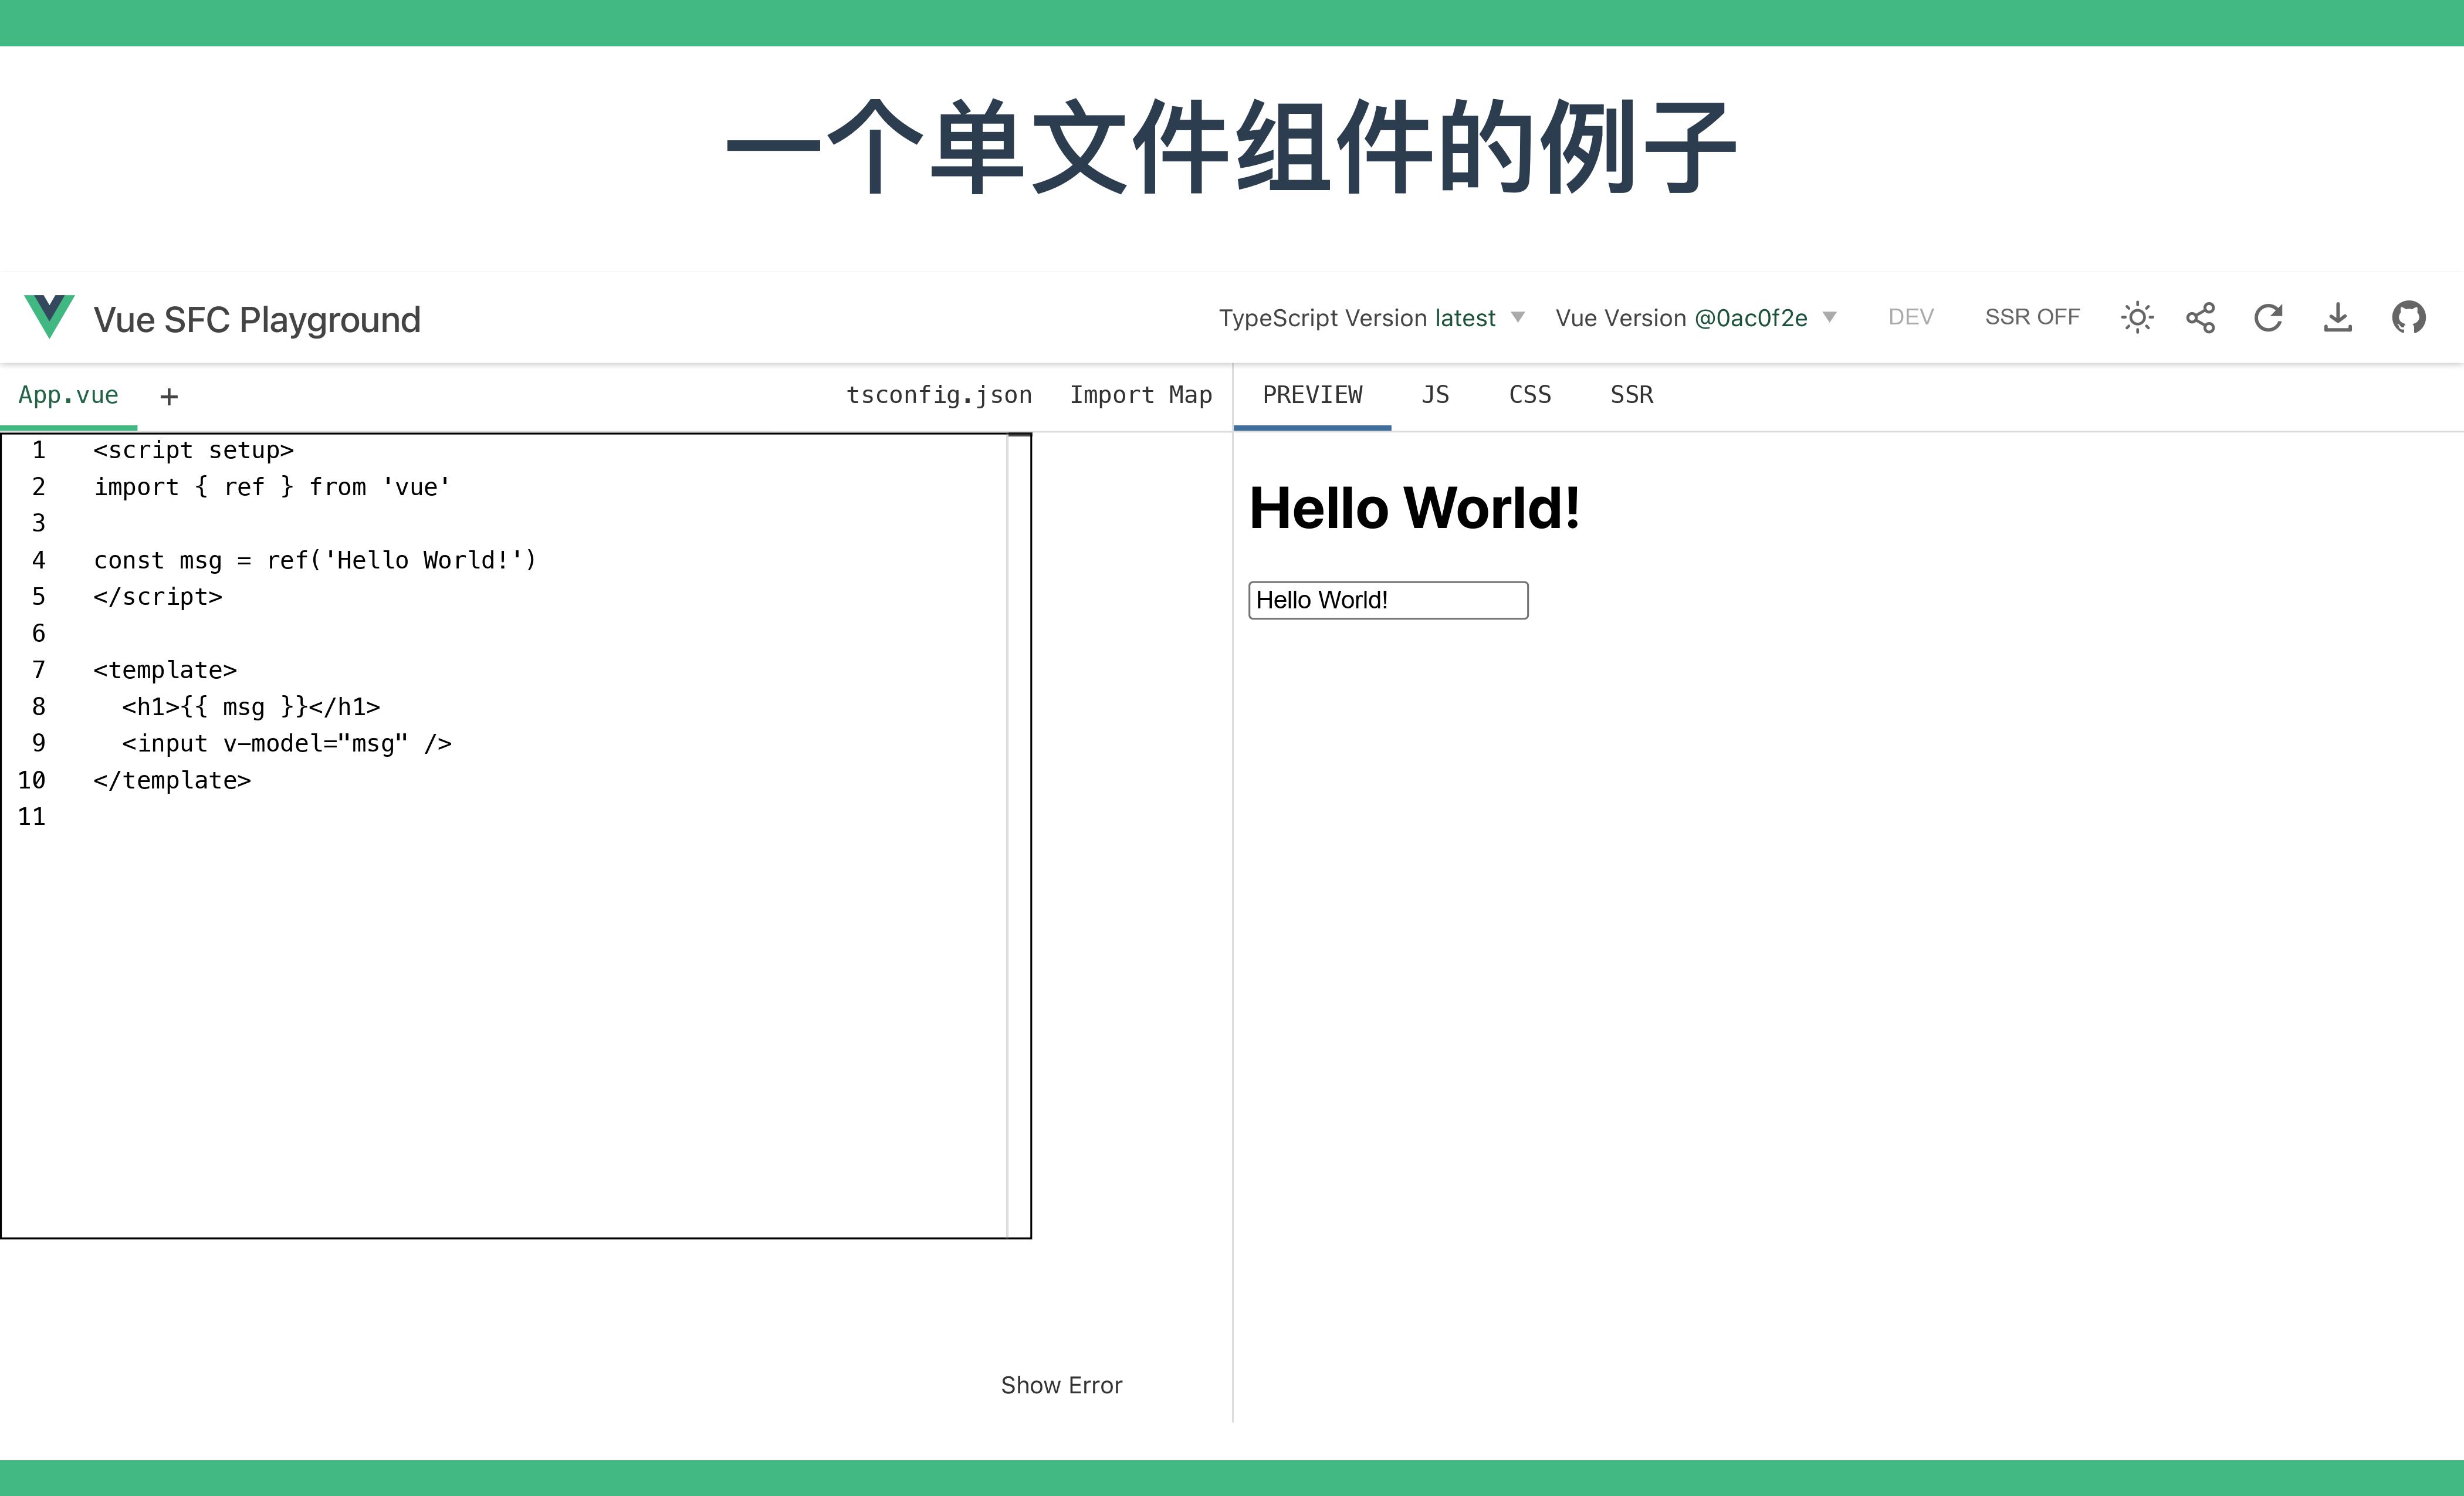 一个单文件组件的例子
Vue SFC Playground
TypeScript Version latest
Vue Version @0ac0f2e
DEV
SSR OFF
App.vue +
tsconfig.json
Import Map
1 <script setup>
2 import { ref } from 'vue'
3
4 const msg = ref('Hello World!')
5 </script>
6
7 <template>
8   <h1>{{ msg }}</h1>
9   <input v-model="msg" />
10 </template>
11
Show Error
PREVIEW
JS
CSS
SSR
Hello World!
Hello World!